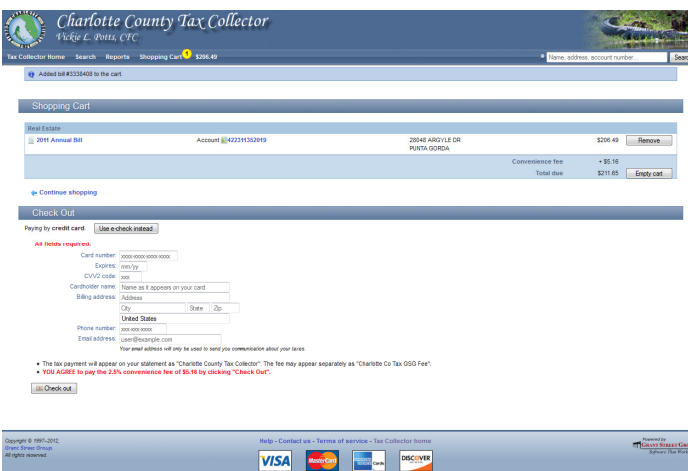 Charlotte County Tax Collector
Vickie L. Potts, CFC
Tax Collector Home Search Reports Shopping Cart 1 $206.49 Name, address, account number... Searc
Added bill #3338408 to the cart.
Shopping Cart
Real Estate
2011 Annual Bill Account 422311352019 28048 ARGYLE DR $206.49 Remove
PUNTA GORDA
Convenience fee + $5.16
Total due $211.65 Empty cart
Continue shopping
Check Out
Paying by credit card. Use e-check instead
All fields required.
Card number: xxxx-xxxx-xxxx-xxxx
Expires: mm/yy
CVV2 code: xxx
Cardholder name: Name as it appears on your card
Billing address: Address
City State Zip
United States
Phone number: xxx-xxx-xxxx
Email address: user@example.com
Your email address will only be used to send you communication about your taxes.
• The tax payment will appear on your statement as "Charlotte County Tax Collector". The fee may appear separately as "Charlotte Co Tax GSG Fee".
• YOU AGREE to pay the 2.5% convenience fee of $5.16 by clicking "Check Out".
Check out
Copyright © 1997–2012, Help - Contact us - Terms of service - Tax Collector home Powered by
Grant Street Group. GRANT STREET GRO
All rights reserved. Software That Works
VISA MasterCard Cards DISCOVER